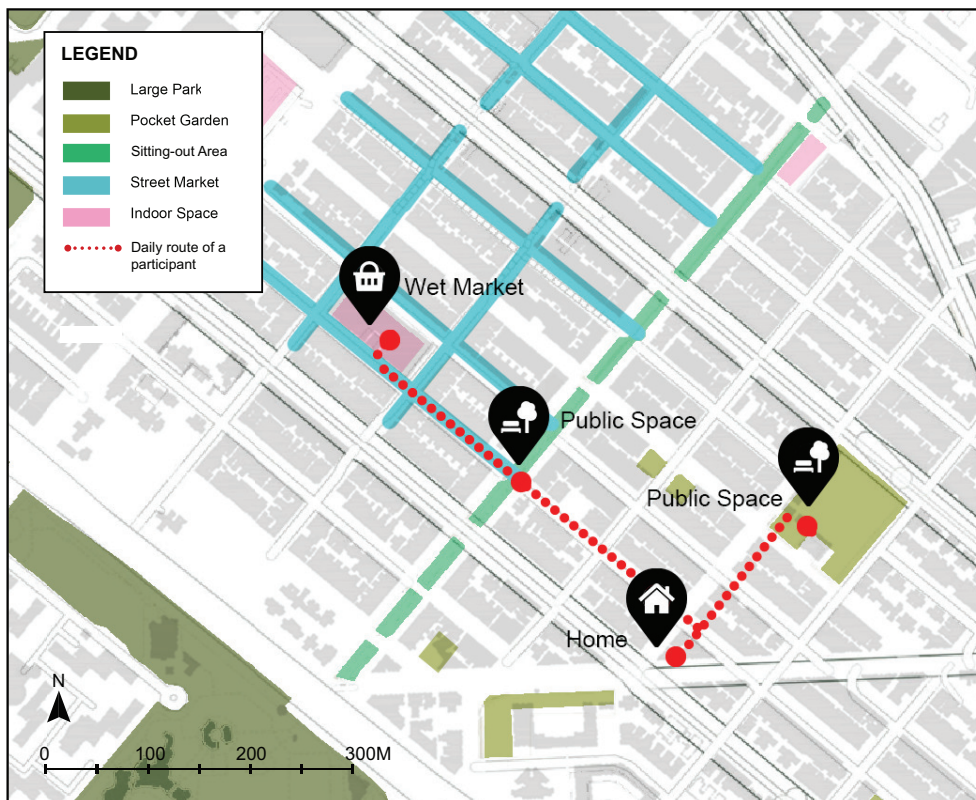 LEGEND
Large Park
Pocket Garden
Sitting-out Area
Street Market
Indoor Space
Daily route of a
participant
Wet Market
Public Space
Public Space
Home
N
0 100 200 300M